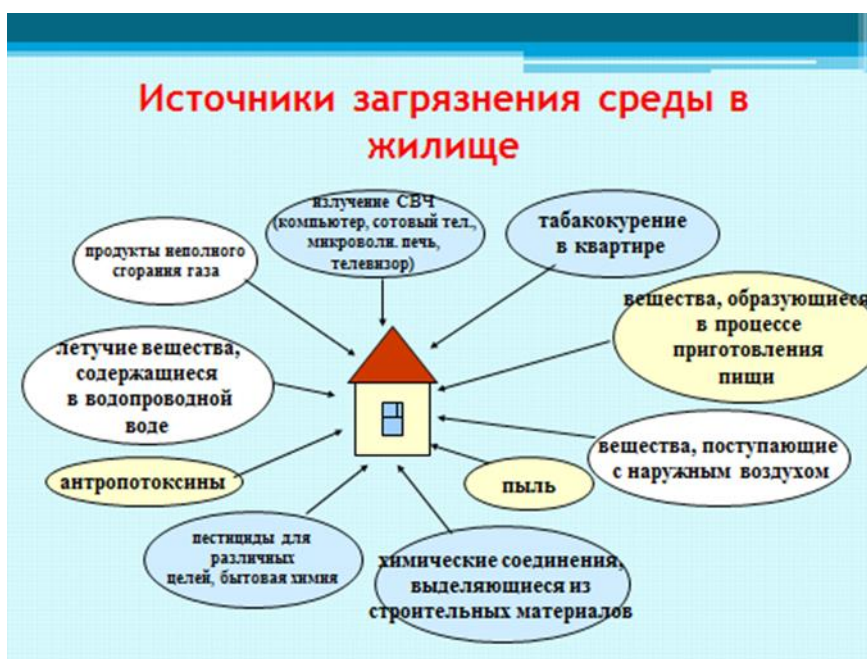 Источники загрязнения среды в
жилище
излучение СВЧ
(компьютер, сотовый тел.,
микроволн. печь,
телевизор)
табакокурение
в квартире
продукты неполного
сгорания газа
вещества, образующиеся
в процессе
приготовления
пищи
летучие вещества,
содержащиеся
в водопроводной
воде
вещества, поступающие
с наружным воздухом
антропотоксины
пыль
пестициды для
различных
целей, бытовая химия
химические соединения,
выделяющиеся из
строительных материалов